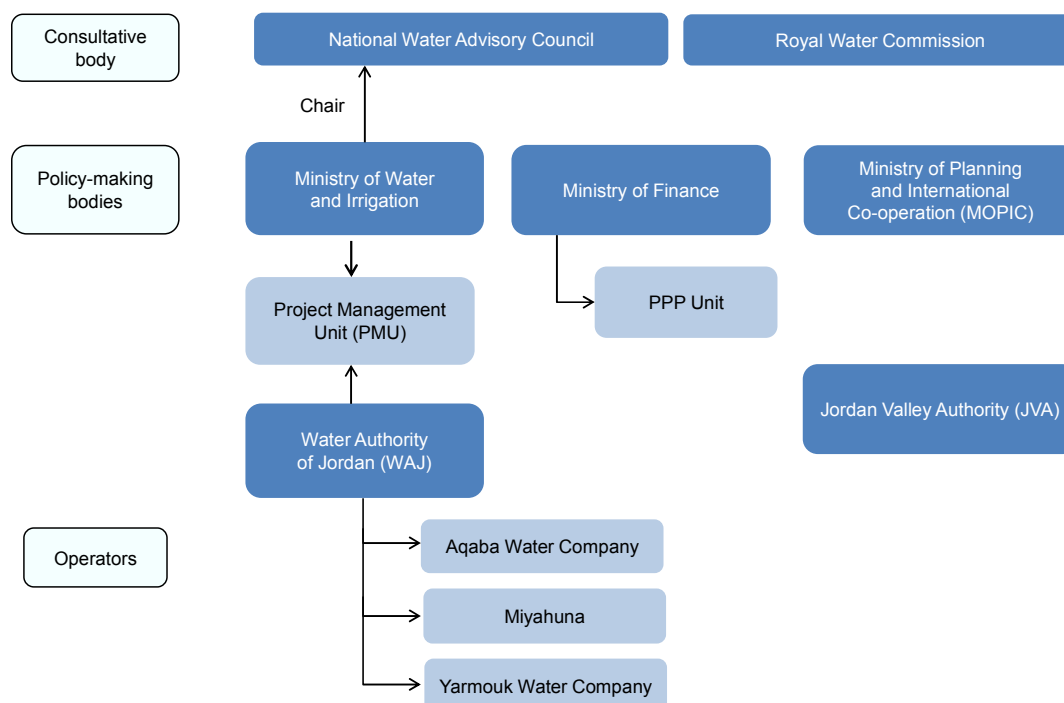 Consultative
body
National Water Advisory Council
Royal Water Commission
Chair
Policy-making
bodies
Ministry of Water
and Irrigation
Ministry of Finance
Ministry of Planning
and International
Co-operation (MOPIC)
Project Management
Unit (PMU)
PPP Unit
Jordan Valley Authority (JVA)
Water Authority
of Jordan (WAJ)
Operators
Aqaba Water Company
Miyahuna
Yarmouk Water Company